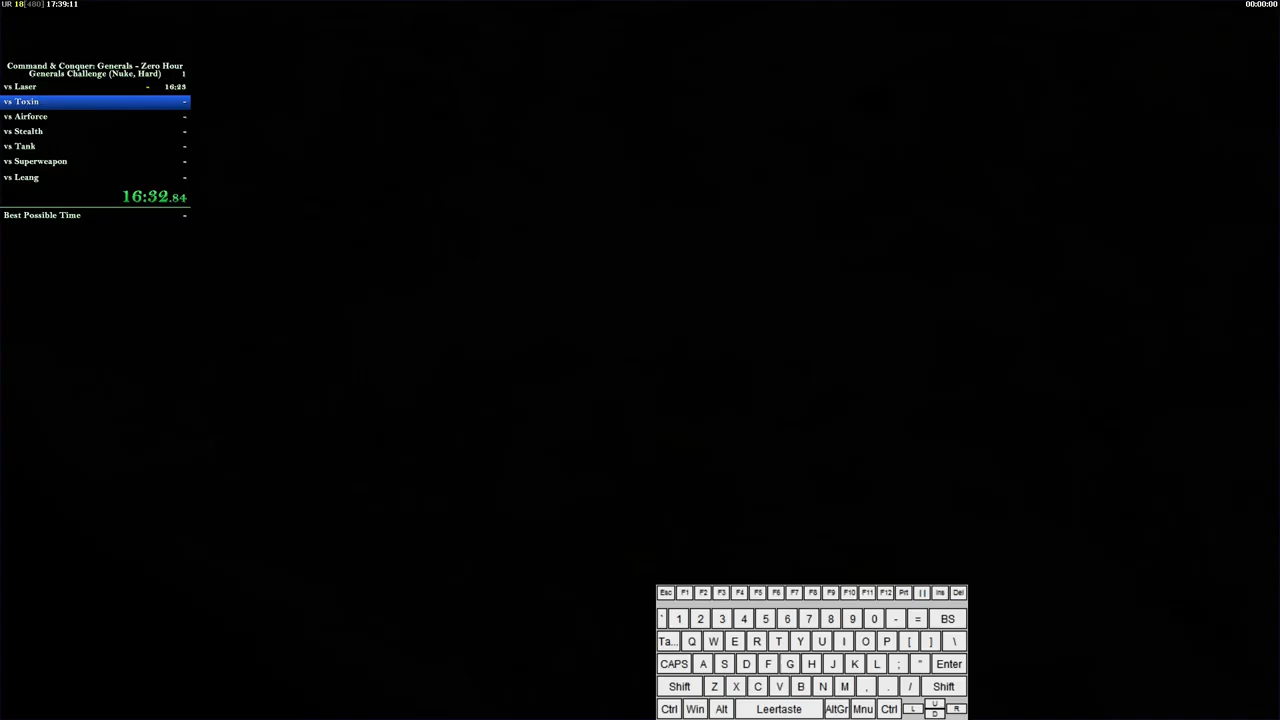 UR 18[480] 17:39:11
00:00:00
Command & Conquer: Generals - Zero Hour
Generals Challenge (Nuke, Hard) 1
vs Laser - 16:23
vs Toxin -
vs Airforce -
vs Stealth -
vs Tank -
vs Superweapon -
vs Leang -
16:32.84
Best Possible Time -
Esc F1 F2 F3 F4 F5 F6 F7 F8 F9 F10 F11 F12 Prt || Ins Del
` 1 2 3 4 5 6 7 8 9 0 - = BS
Ta... Q W E R T Y U I O P [ ] \
CAPS A S D F G H J K L ; " Enter
Shift Z X C V B N M , . / Shift
Ctrl Win Alt Leertaste AltGr Mnu Ctrl L U D R